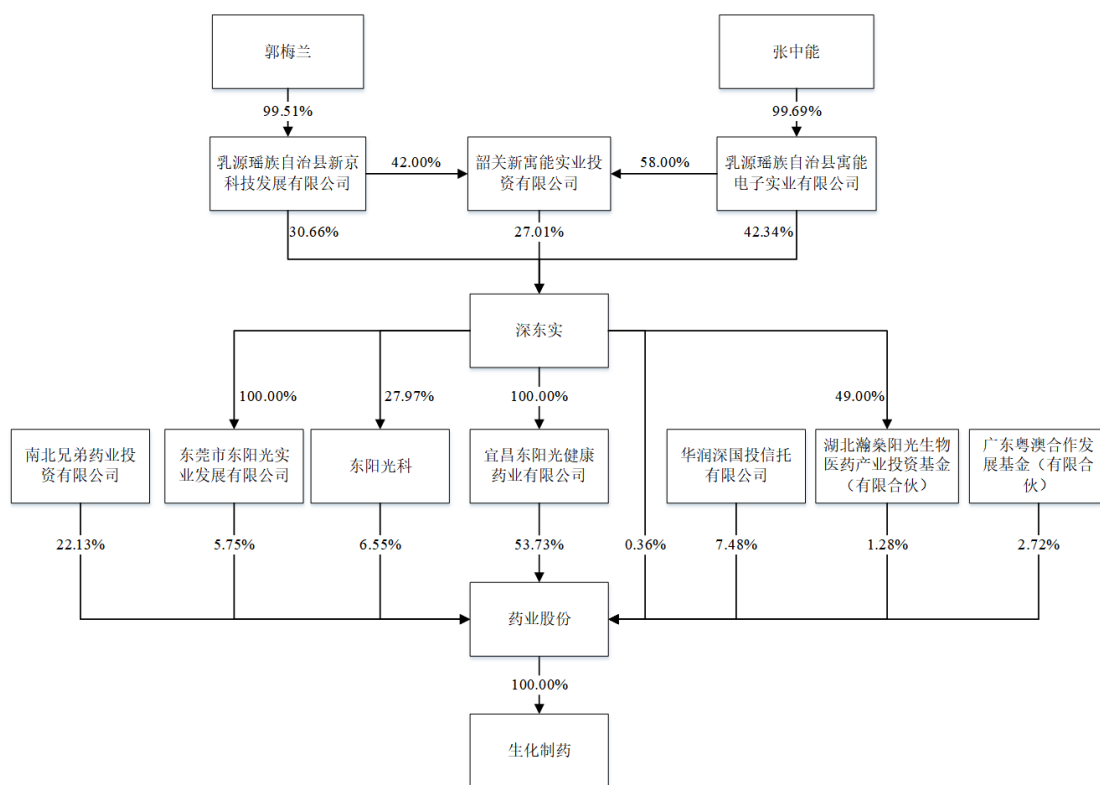 郭梅兰
张中能
99.51%
99.69%
乳源瑶族自治县新京
科技发展有限公司
42.00%
韶关新寓能实业投
资有限公司
58.00%
乳源瑶族自治县寓能
电子实业有限公司
30.66%
27.01%
42.34%
深东实
100.00%
27.97%
100.00%
49.00%
南北兄弟药业投
资有限公司
东莞市东阳光实
业发展有限公司
东阳光科
宜昌东阳光健康
药业有限公司
华润深国投信托
有限公司
湖北瀚燊阳光生物
医药产业投资基金
（有限合伙）
广东粤澳合作发
展基金（有限合
伙）
22.13%
5.75%
6.55%
53.73%
0.36%
7.48%
1.28%
2.72%
药业股份
100.00%
生化制药